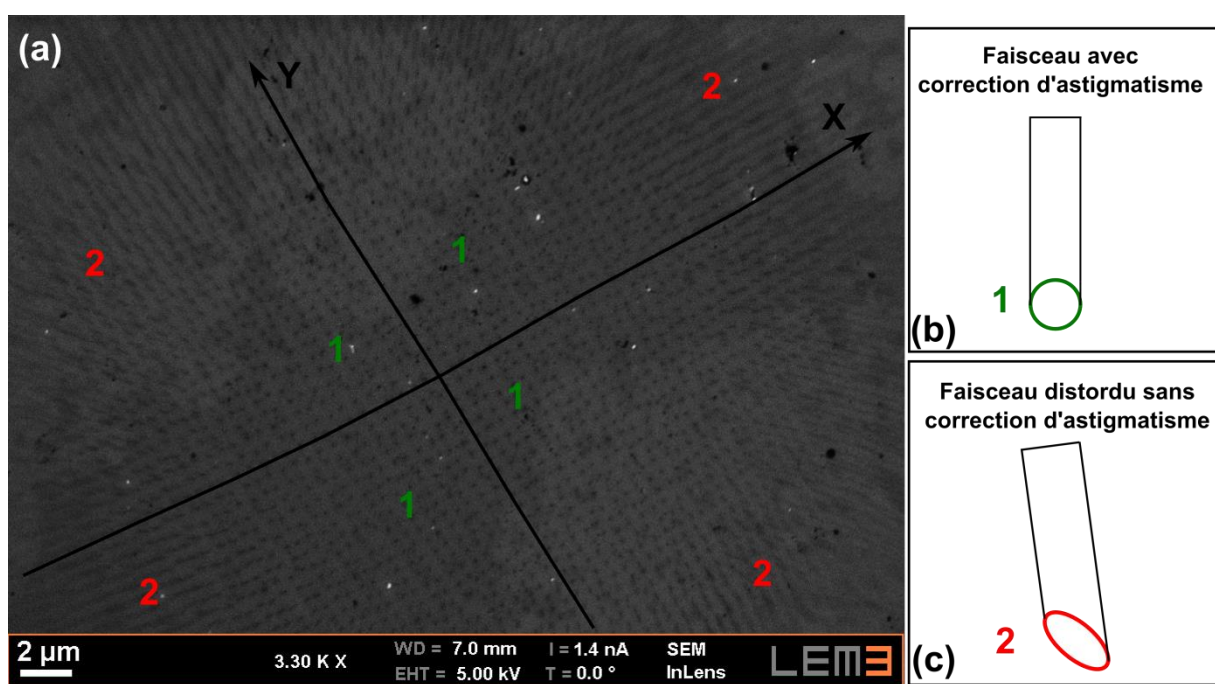 (a)
Y
X
2
2
1
1
1
1
2
2
2 µm
3.30 K X
WD = 7.0 mm
EHT = 5.00 kV
I = 1.4 nA
T = 0.0 °
SEM
InLens
LEM3
Faisceau avec
correction d'astigmatisme
1
(b)
Faisceau distordu sans
correction d'astigmatisme
2
(c)